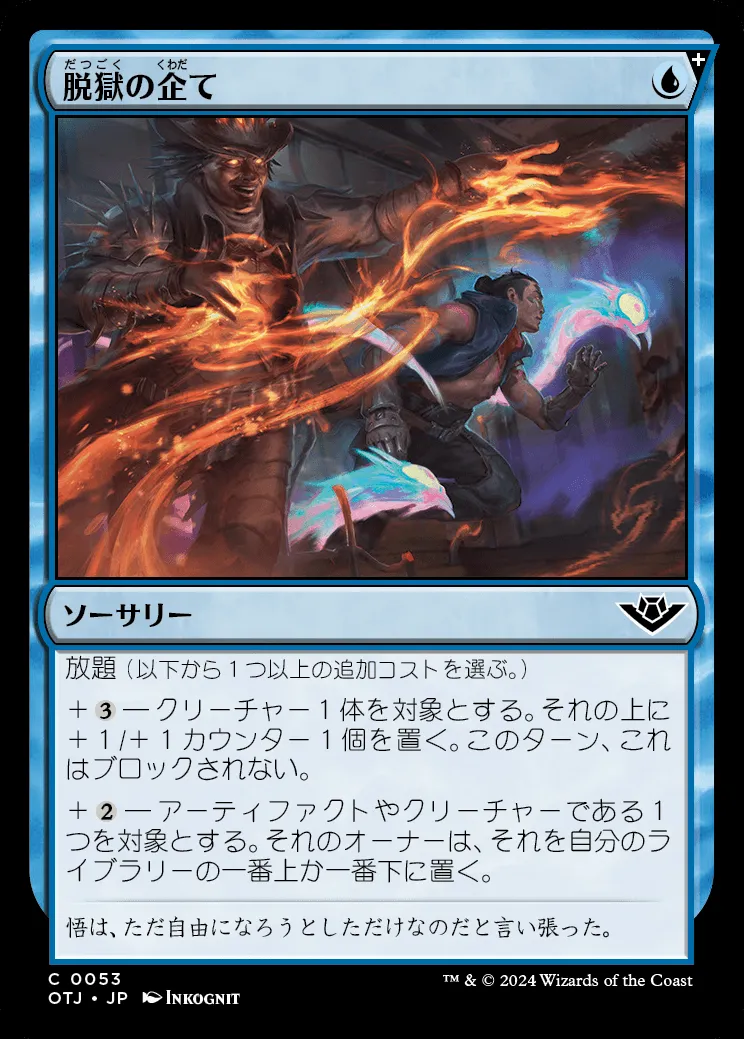 だつごく くわだ
脱獄の企て
ソーサリー
放題（以下から１つ以上の追加コストを選ぶ。）
＋3―クリーチャー１体を対象とする。それの上に
＋１/＋１カウンター１個を置く。このターン、これ
はブロックされない。
＋2―アーティファクトやクリーチャーである１
つを対象とする。それのオーナーは、それを自分のラ
イブラリーの一番上か一番下に置く。
悟は、ただ自由になろうとしただけなのだと言い張った。
C 0053
OTJ • JP INKOGNIT
™ & © 2024 Wizards of the Coast